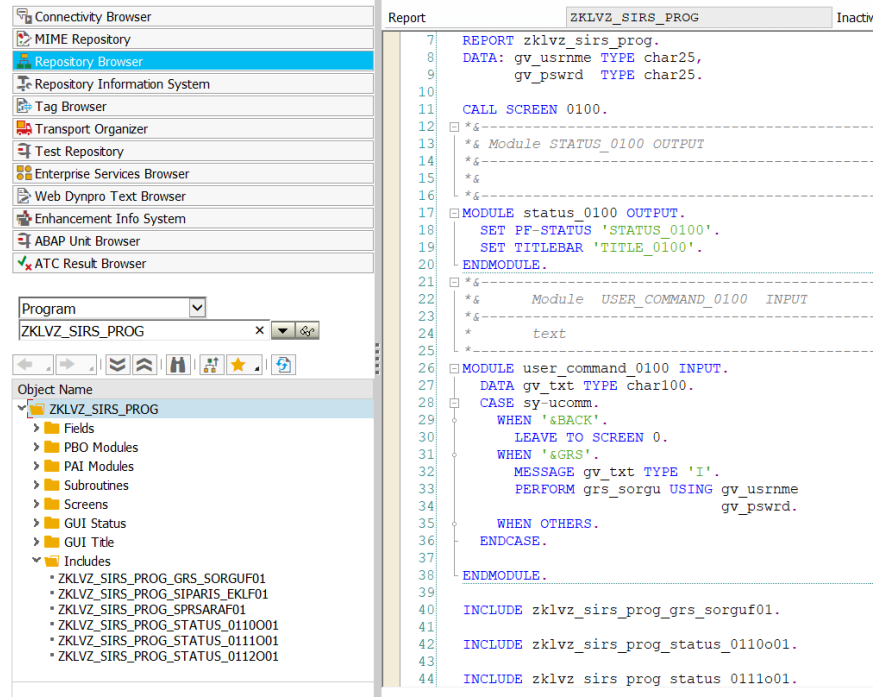 Connectivity Browser
MIME Repository
Repository Browser
Repository Information System
Tag Browser
Transport Organizer
Test Repository
Enterprise Services Browser
Web Dynpro Text Browser
Enhancement Info System
ABAP Unit Browser
ATC Result Browser
Program
ZKLVZ_SIRS_PROG
Object Name
ZKLVZ_SIRS_PROG
Fields
PBO Modules
PAI Modules
Subroutines
Screens
GUI Status
GUI Title
Includes
ZKLVZ_SIRS_PROG_GRS_SORGUF01
ZKLVZ_SIRS_PROG_SIPARIS_EKLF01
ZKLVZ_SIRS_PROG_SPRSARAF01
ZKLVZ_SIRS_PROG_STATUS_0110O01
ZKLVZ_SIRS_PROG_STATUS_0111O01
ZKLVZ_SIRS_PROG_STATUS_0112O01
Report ZKLVZ_SIRS_PROG Inactiv
7 REPORT zklvz_sirs_prog.
8 DATA: gv_usrnme TYPE char25,
9 gv_pswrd TYPE char25.
10
11 CALL SCREEN 0100.
12 *&---------------------------------------------
13 *& Module STATUS_0100 OUTPUT
14 *&---------------------------------------------
15 *&
16 *&---------------------------------------------
17 MODULE status_0100 OUTPUT.
18 SET PF-STATUS 'STATUS_0100'.
19 SET TITLEBAR 'TITLE_0100'.
20 ENDMODULE.
21 *&---------------------------------------------
22 *& Module USER_COMMAND_0100 INPUT
23 *&---------------------------------------------
24 * text
25 *----------------------------------------------
26 MODULE user_command_0100 INPUT.
27 DATA gv_txt TYPE char100.
28 CASE sy-ucomm.
29 WHEN '&BACK'.
30 LEAVE TO SCREEN 0.
31 WHEN '&GRS'.
32 MESSAGE gv_txt TYPE 'I'.
33 PERFORM grs_sorgu USING gv_usrnme
34 gv_pswrd.
35 WHEN OTHERS.
36 ENDCASE.
37
38 ENDMODULE.
39
40 INCLUDE zklvz_sirs_prog_grs_sorguf01.
41
42 INCLUDE zklvz_sirs_prog_status_0110o01.
43
44 INCLUDE zklvz_sirs_prog_status_0111o01.